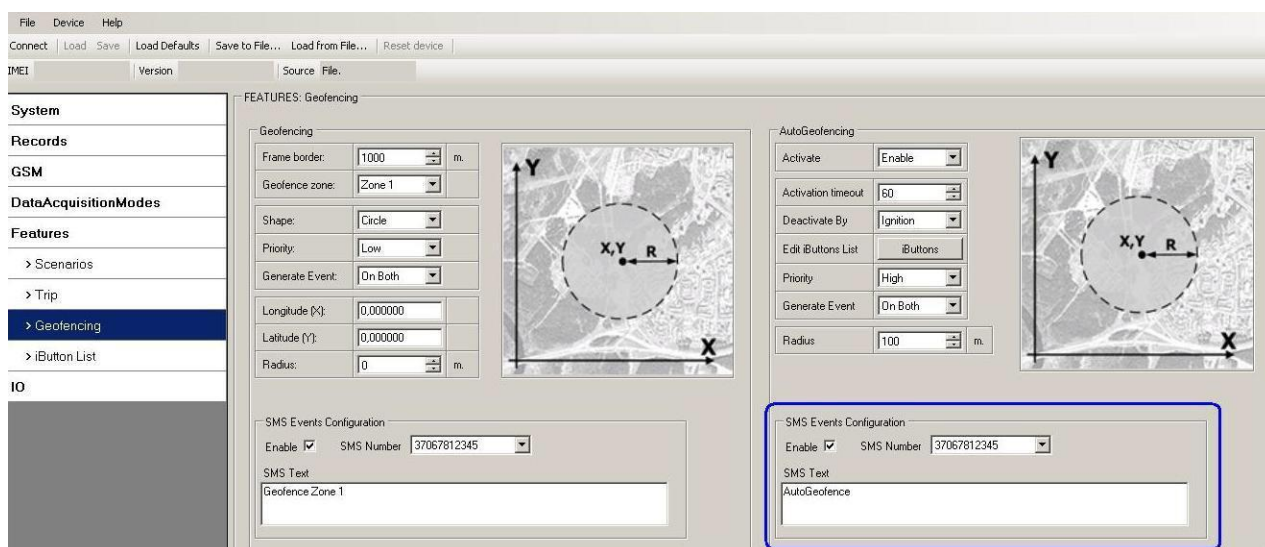 File Device Help
Connect Load Save Load Defaults Save to File... Load from File... Reset device
IMEI Version Source File.
System
Records
GSM
DataAcquisitionModes
Features
> Scenarios
> Trip
> Geofencing
> iButton List
IO
FEATURES: Geofencing
Geofencing
Frame border: 1000 m.
Geofence zone: Zone 1
Shape: Circle
Priority: Low
Generate Event: On Both
Longitude (X): 0,000000
Latitude (Y): 0,000000
Radius: 0 m.
Y
X,Y R
X
SMS Events Configuration
Enable SMS Number 37067812345
SMS Text
Geofence Zone 1
AutoGeofencing
Activate Enable
Activation timeout 60
Deactivate By Ignition
Edit iButtons List iButtons
Priority High
Generate Event On Both
Radius 100 m.
Y
X,Y R
X
SMS Events Configuration
Enable SMS Number 37067812345
SMS Text
AutoGeofence